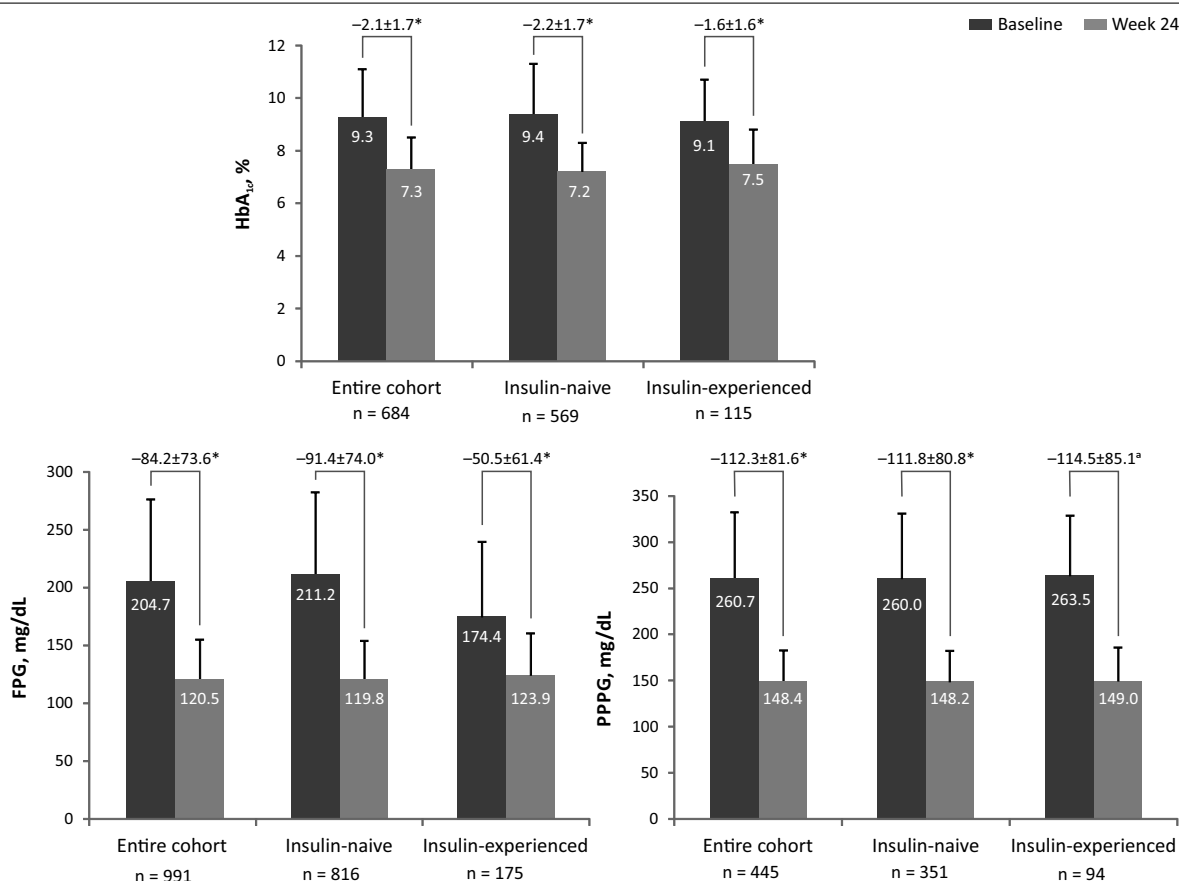 –2.1±1.7*
–2.2±1.7*
–1.6±1.6*
Baseline
Week 24
HbA1c, %
12
10
8
6
4
2
0
9.3
7.3
9.4
7.2
9.1
7.5
Entire cohort
Insulin-naive
Insulin-experienced
n = 684
n = 569
n = 115
–84.2±73.6*
–91.4±74.0*
–50.5±61.4*
FPG, mg/dL
300
250
200
150
100
50
0
204.7
120.5
211.2
119.8
174.4
123.9
Entire cohort
Insulin-naive
Insulin-experienced
n = 991
n = 816
n = 175
–112.3±81.6*
–111.8±80.8*
–114.5±85.1ª
PPPG, mg/dL
350
300
250
200
150
100
50
0
260.7
148.4
260.0
148.2
263.5
149.0
Entire cohort
Insulin-naive
Insulin-experienced
n = 445
n = 351
n = 94